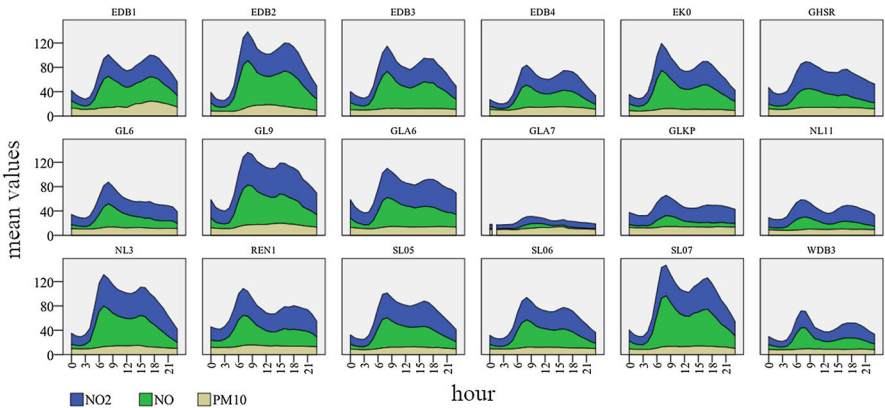 EDB1 EDB2 EDB3 EDB4 EK0 GHSR
120
80
40
0
GL6 GL9 GLA6 GLA7 GLKP NL11
120
80
40
0
NL3 REN1 SL05 SL06 SL07 WDB3
120
80
40
0
0 3 6 9 12 15 18 21 0 3 6 9 12 15 18 21 0 3 6 9 12 15 18 21 0 3 6 9 12 15 18 21 0 3 6 9 12 15 18 21 0 3 6 9 12 15 18 21
mean values
hour
NO2 NO PM10